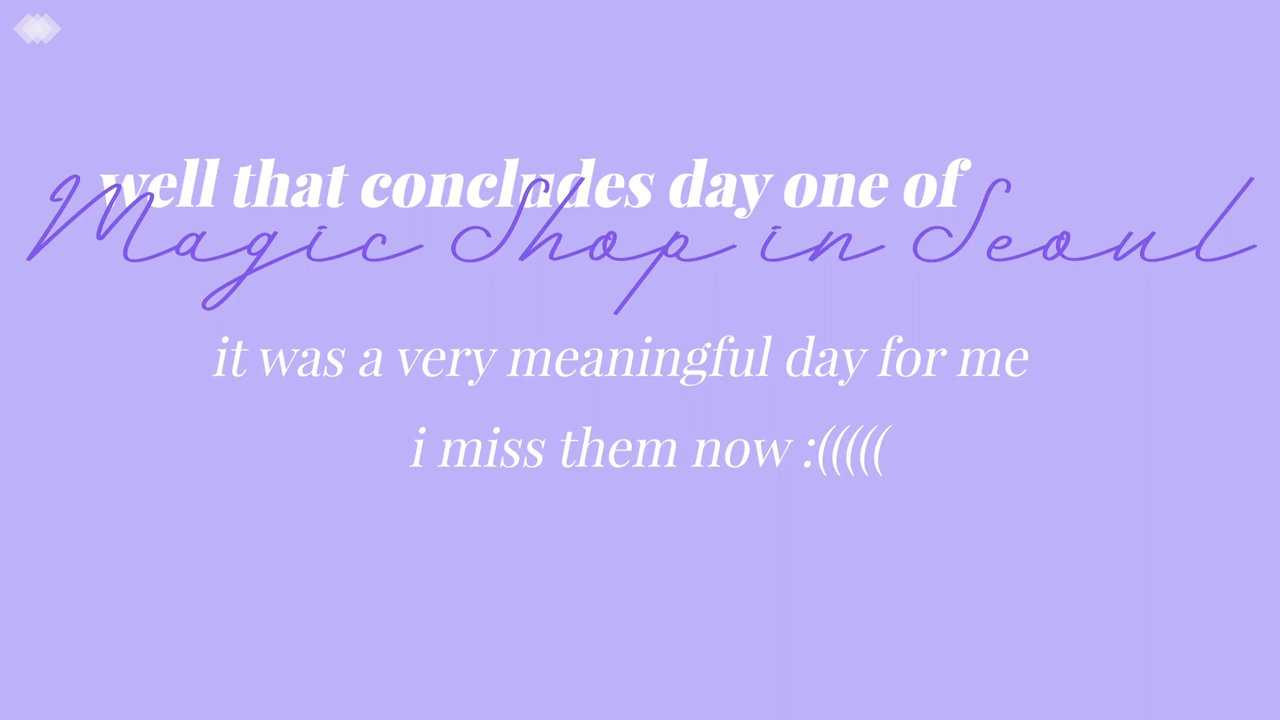 well that concludes day one of
Magic Shop in Seoul
it was a very meaningful day for me
i miss them now :(((((